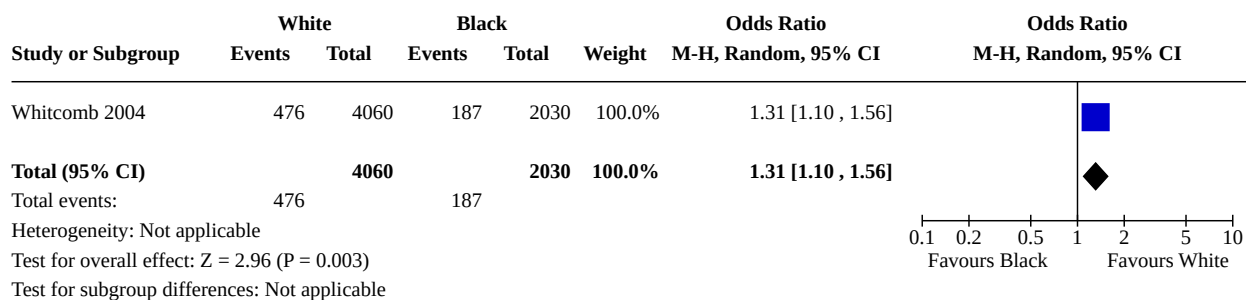 White Black Odds Ratio Odds Ratio
Study or Subgroup Events Total Events Total Weight M-H, Random, 95% CI M-H, Random, 95% CI
Whitcomb 2004 476 4060 187 2030 100.0% 1.31 [1.10 , 1.56]
Total (95% CI) 4060 2030 100.0% 1.31 [1.10 , 1.56]
Total events: 476 187
Heterogeneity: Not applicable
0.1 0.2 0.5 1 2 5 10
Test for overall effect: Z = 2.96 (P = 0.003) Favours Black Favours White
Test for subgroup differences: Not applicable